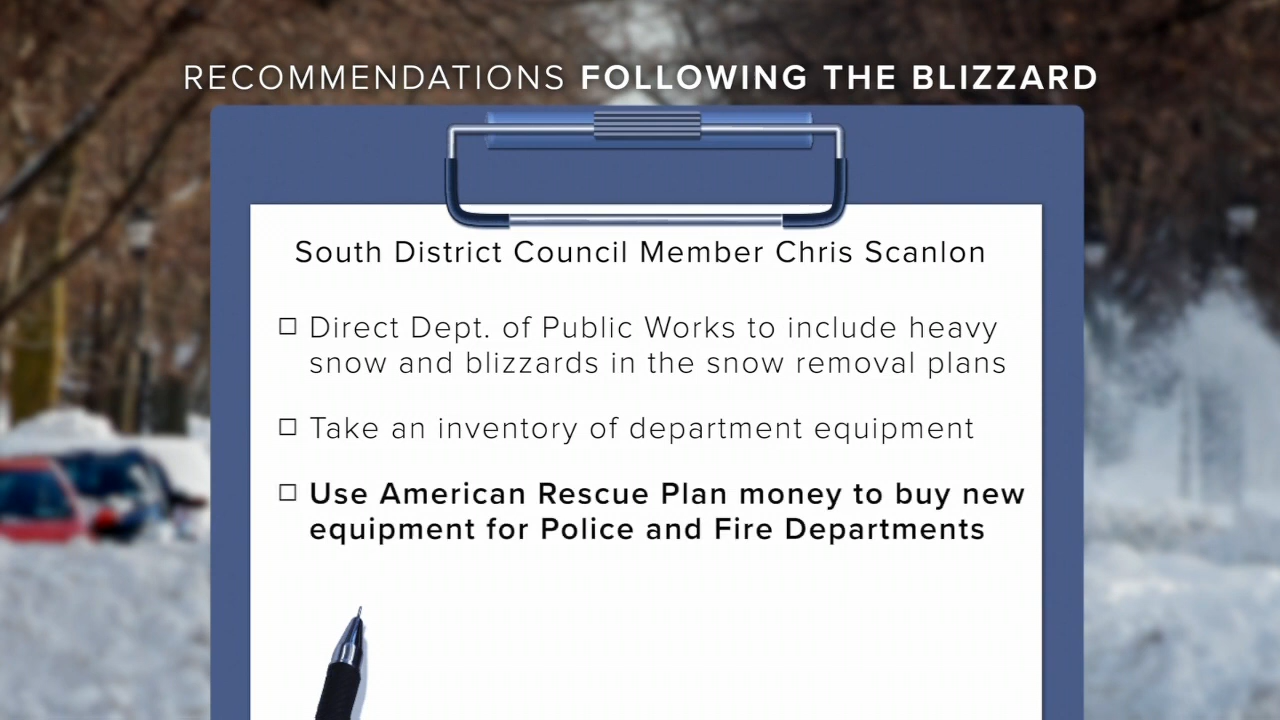 RECOMMENDATIONS FOLLOWING THE BLIZZARD
South District Council Member Chris Scanlon
□ Direct Dept. of Public Works to include heavy
snow and blizzards in the snow removal plans
□ Take an inventory of department equipment
□ Use American Rescue Plan money to buy new
equipment for Police and Fire Departments